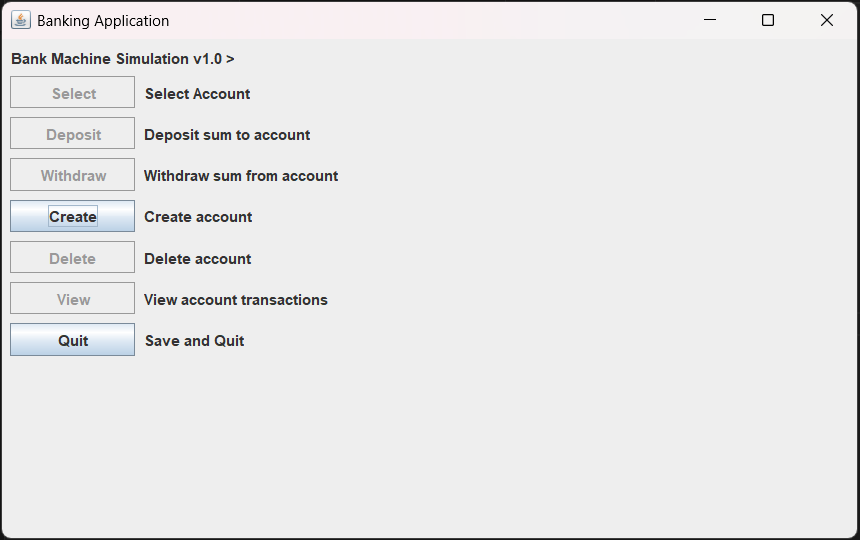 Banking Application
Bank Machine Simulation v1.0 >
Select Select Account
Deposit Deposit sum to account
Withdraw Withdraw sum from account
Create Create account
Delete Delete account
View View account transactions
Quit Save and Quit